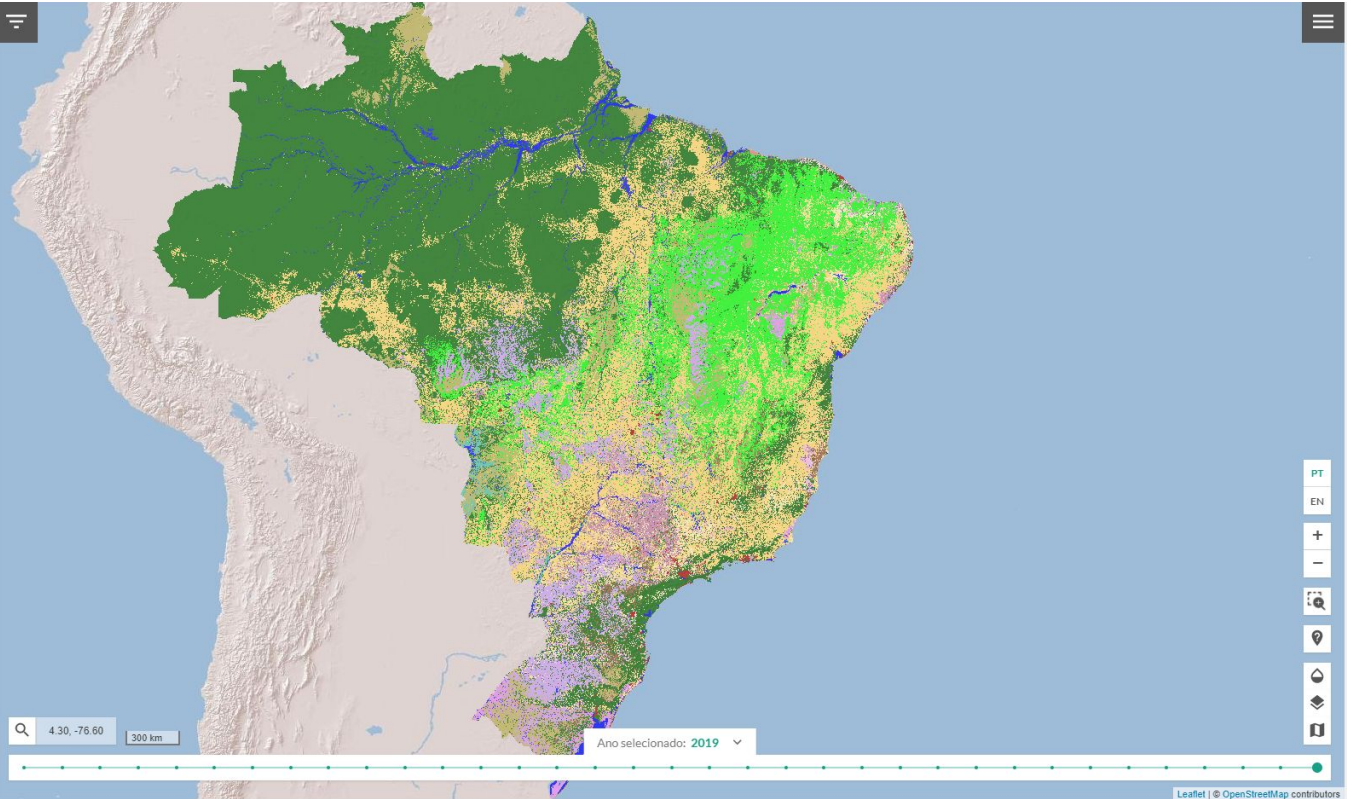 PT
EN
+
−
4.30, -76.60
300 km
Ano selecionado: 2019
Leaflet | © OpenStreetMap contributors